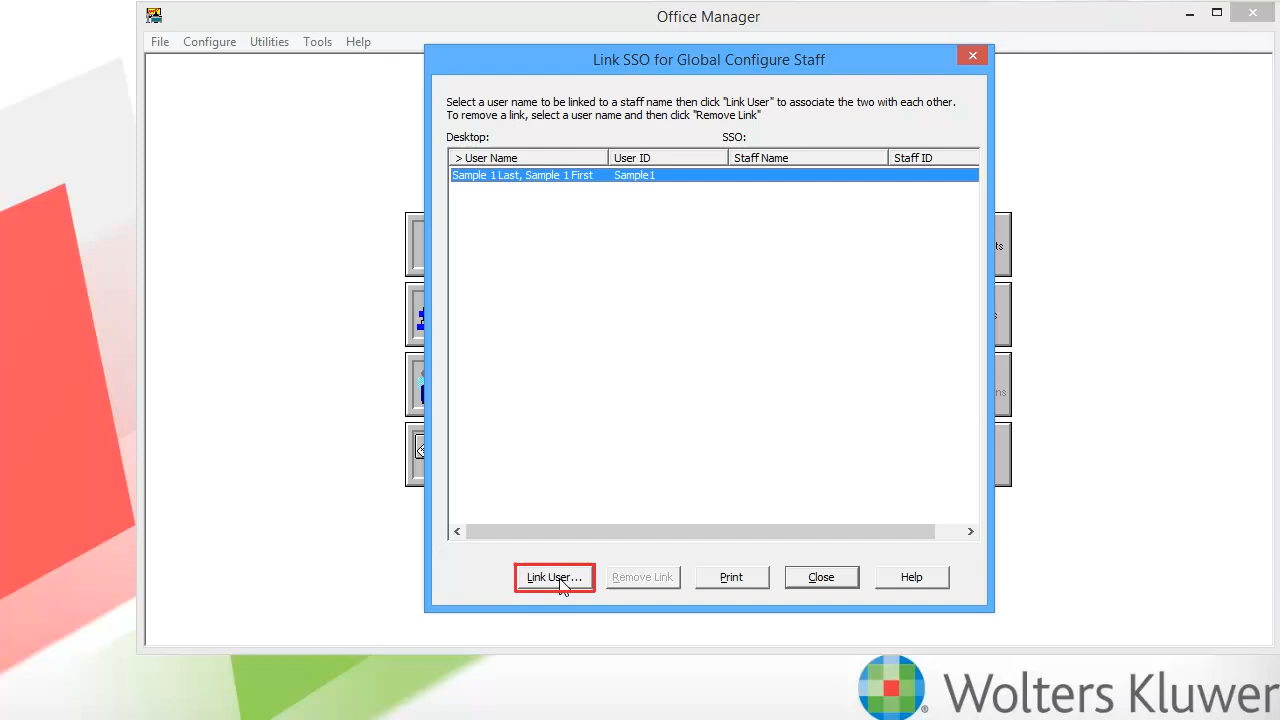 Office Manager
File Configure Utilities Tools Help
Link SSO for Global Configure Staff
Select a user name to be linked to a staff name then click "Link User" to associate the two with each other.
To remove a link, select a user name and then click "Remove Link"
Desktop: SSO:
> User Name User ID Staff Name Staff ID
Sample 1 Last, Sample 1 First Sample1
ts
s
ns
Link User... Remove Link Print Close Help
Wolters Kluwer